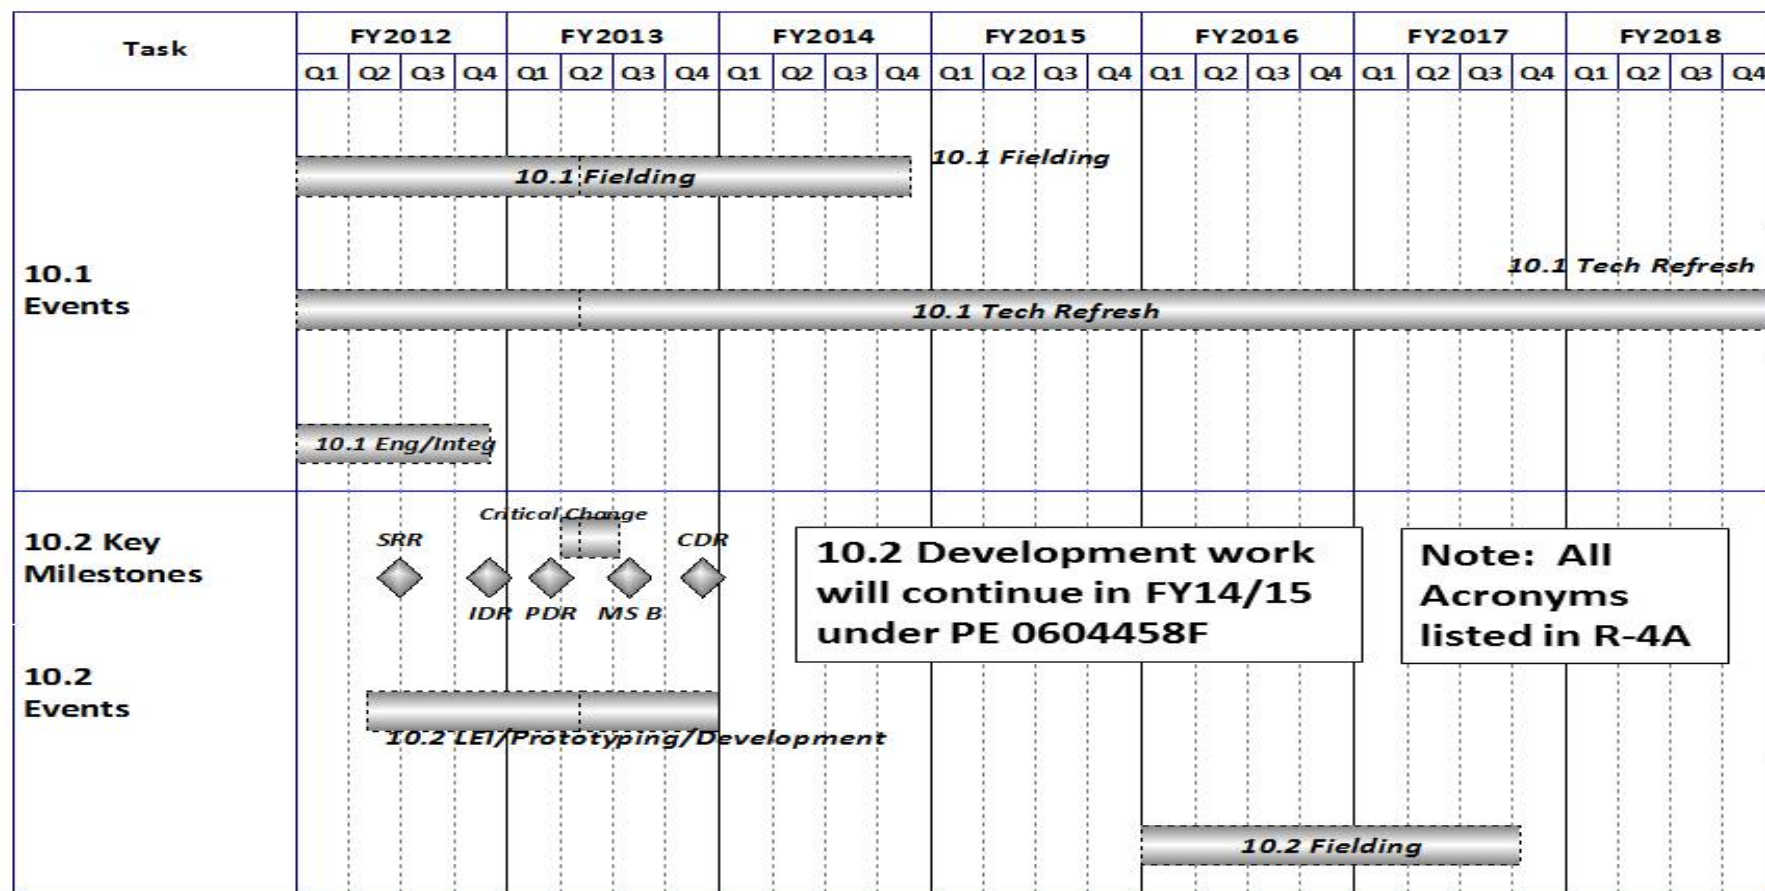 Task
FY2012 FY2013 FY2014 FY2015 FY2016 FY2017 FY2018
Q1 Q2 Q3 Q4 Q1 Q2 Q3 Q4 Q1 Q2 Q3 Q4 Q1 Q2 Q3 Q4 Q1 Q2 Q3 Q4 Q1 Q2 Q3 Q4 Q1 Q2 Q3 Q4
10.1 Fielding
10.1 Fielding
10.1
Events
10.1 Tech Refresh
10.1 Tech Refresh
10.1 Eng/Integ
10.2 Key
Milestones
Critical Change
SRR
CDR
IDR PDR MS B
10.2 Development work
will continue in FY14/15
under PE 0604458F
Note: All
Acronyms
listed in R-4A
10.2
Events
10.2 LEI/Prototyping/Development
10.2 Fielding